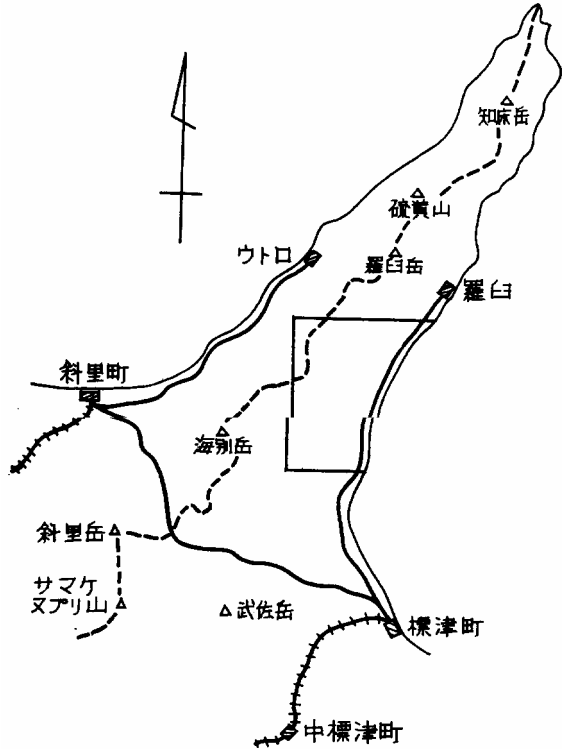 知床岳
硫黄山
ウトロ
羅臼岳
羅臼
斜里町
海別岳
斜里岳
サマケ
ヌプリ山
武佐岳
標津町
中標津町